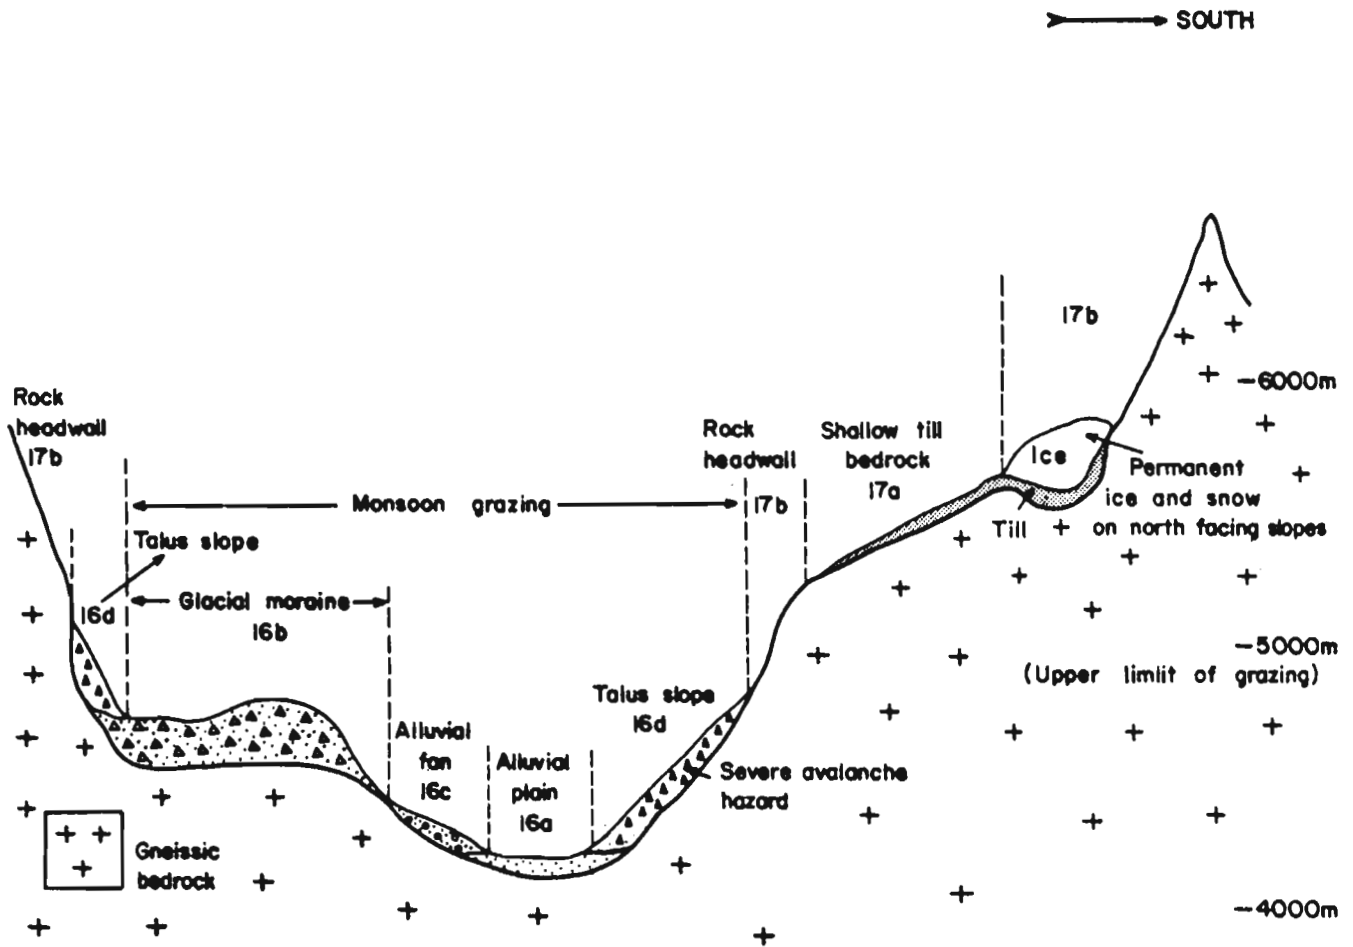 SOUTH
17b
-6000m
Rock
headwall
17b
Rock
headwall
17b
Shallow till
bedrock
17a
Ice
Permanent
ice and snow
on north facing slopes
Till
Monsoon grazing
Talus slope
16d
Glacial moraine
16b
-5000m
(Upper limlit of grazing)
Talus slope
16d
Alluvial
fan
16c
Alluvial
plain
16a
Severe avalanche
hazard
Gneissic
bedrock
-4000m